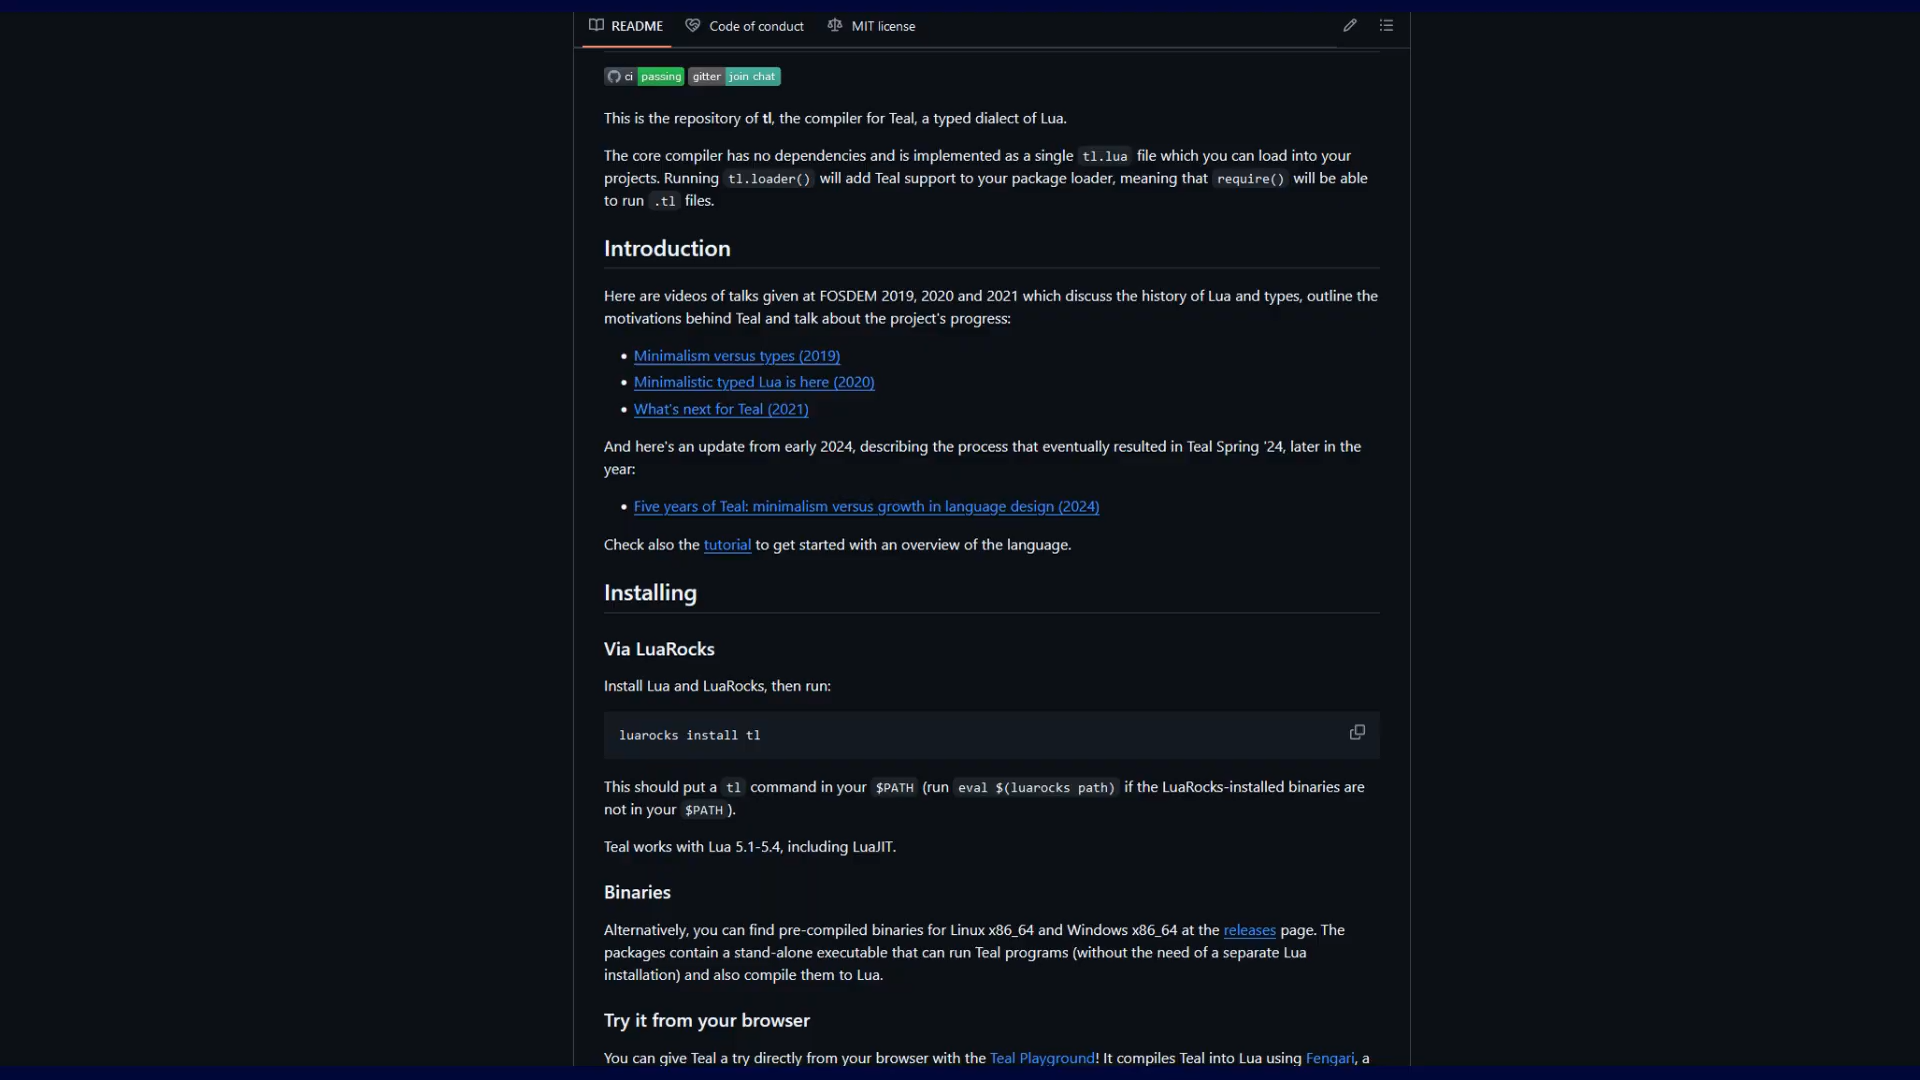 README Code of conduct MIT license
ci passing gitter join chat
This is the repository of tl, the compiler for Teal, a typed dialect of Lua.
The core compiler has no dependencies and is implemented as a single tl.lua file which you can load into your
projects. Running tl.loader() will add Teal support to your package loader, meaning that require() will be able
to run .tl files.
Introduction
Here are videos of talks given at FOSDEM 2019, 2020 and 2021 which discuss the history of Lua and types, outline the
motivations behind Teal and talk about the project's progress:
• Minimalism versus types (2019)
• Minimalistic typed Lua is here (2020)
• What's next for Teal (2021)
And here's an update from early 2024, describing the process that eventually resulted in Teal Spring '24, later in the
year:
• Five years of Teal: minimalism versus growth in language design (2024)
Check also the tutorial to get started with an overview of the language.
Installing
Via LuaRocks
Install Lua and LuaRocks, then run:
luarocks install tl
This should put a tl command in your $PATH (run eval $(luarocks path) if the LuaRocks-installed binaries are
not in your $PATH ).
Teal works with Lua 5.1-5.4, including LuaJIT.
Binaries
Alternatively, you can find pre-compiled binaries for Linux x86_64 and Windows x86_64 at the releases page. The
packages contain a stand-alone executable that can run Teal programs (without the need of a separate Lua
installation) and also compile them to Lua.
Try it from your browser
You can give Teal a try directly from your browser with the Teal Playground! It compiles Teal into Lua using Fengari, a